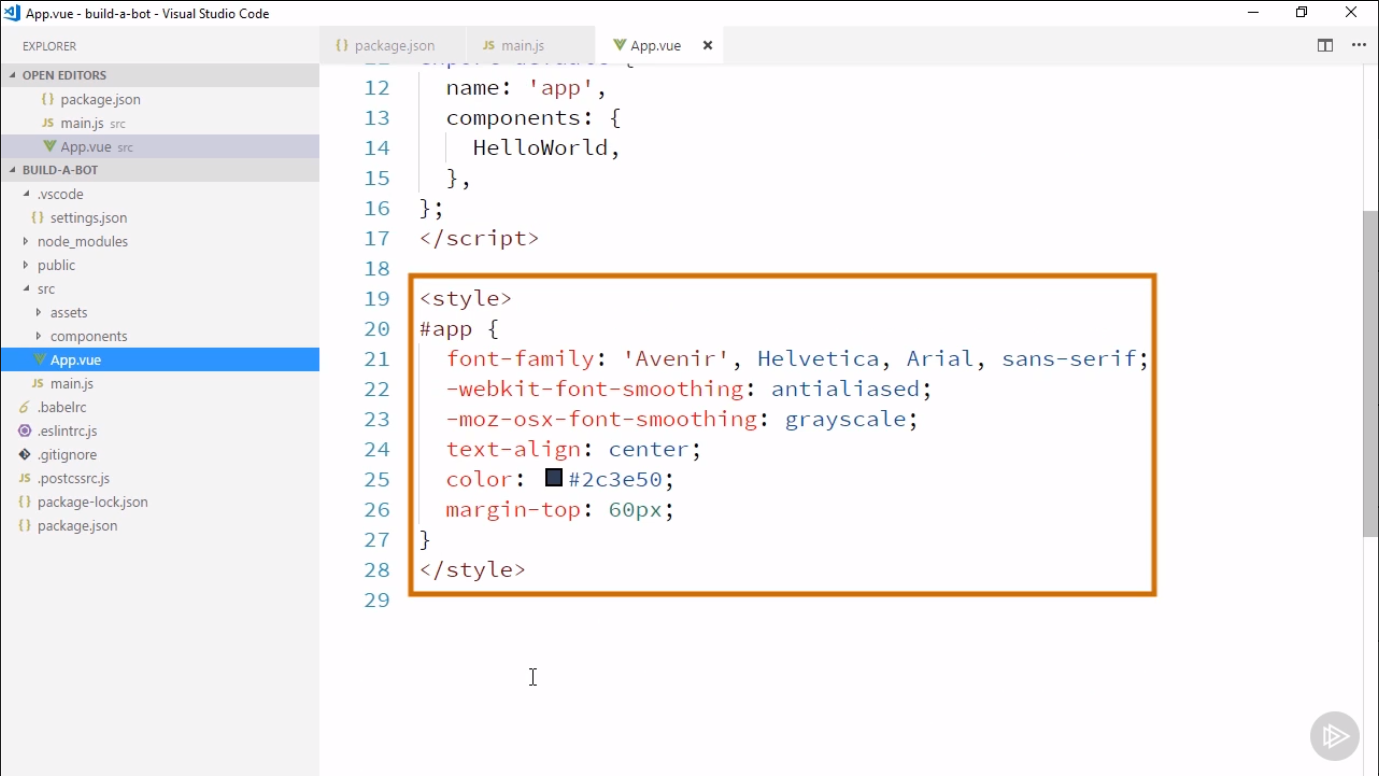 App.vue - build-a-bot - Visual Studio Code
EXPLORER
OPEN EDITORS
{} package.json
JS main.js src
App.vue src
BUILD-A-BOT
.vscode
{} settings.json
node_modules
public
src
assets
components
App.vue
JS main.js
.babelrc
.eslintrc.js
.gitignore
JS .postcssrc.js
{} package-lock.json
{} package.json
{} package.json JS main.js App.vue
12 name: 'app',
13 components: {
14 HelloWorld,
15 },
16 };
17 </script>
18
19 <style>
20 #app {
21 font-family: 'Avenir', Helvetica, Arial, sans-serif;
22 -webkit-font-smoothing: antialiased;
23 -moz-osx-font-smoothing: grayscale;
24 text-align: center;
25 color: #2c3e50;
26 margin-top: 60px;
27 }
28 </style>
29